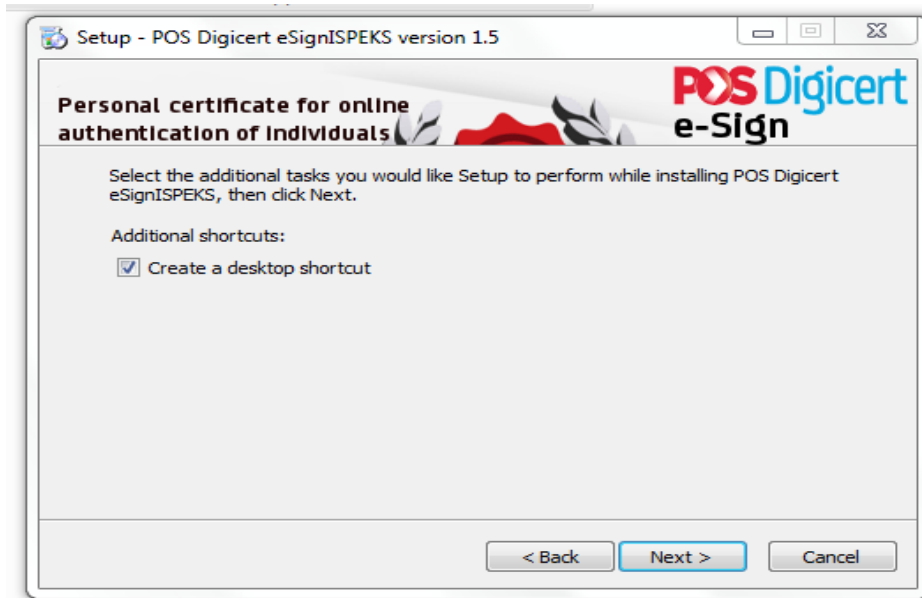 Setup - POS Digicert eSignISPEKS version 1.5
Personal certificate for online
authentication of individuals
POS Digicert
e-Sign
Select the additional tasks you would like Setup to perform while installing POS Digicert
eSignISPEKS, then click Next.
Additional shortcuts:
Create a desktop shortcut
< Back
Next >
Cancel